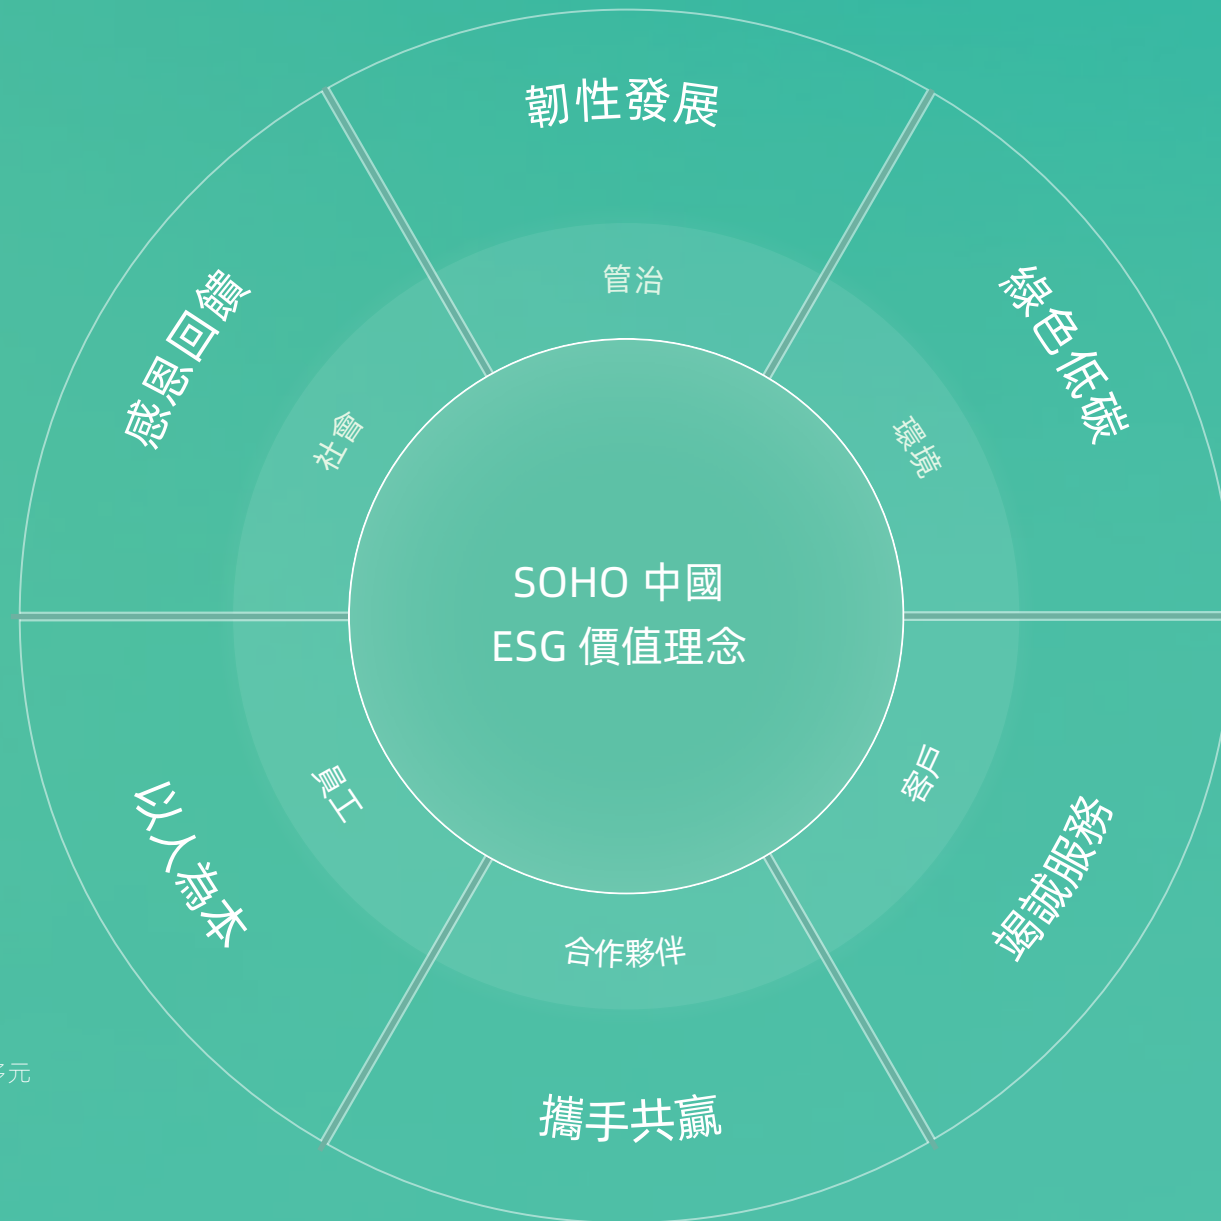 韌性發展
管治
綠色低碳
環境
竭誠服務
客戶
攜手共贏
合作夥伴
以人為本
員工
感恩回饋
社會
SOHO 中國
ESG 價值理念
元